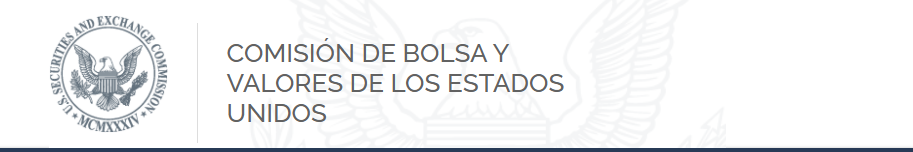 U.S. SECURITIES AND EXCHANGE COMMISSION
MCMXXXIV
COMISIÓN DE BOLSA Y
VALORES DE LOS ESTADOS
UNIDOS